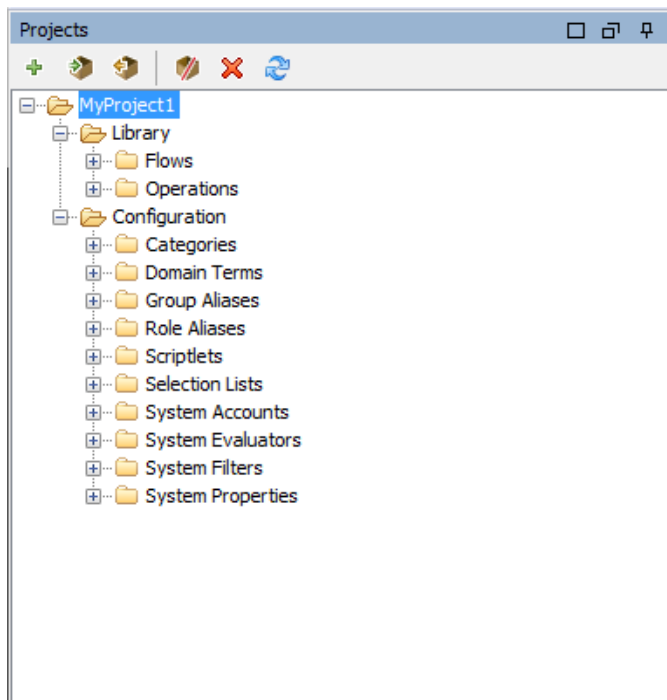 Projects
MyProject1
Library
Flows
Operations
Configuration
Categories
Domain Terms
Group Aliases
Role Aliases
Scriptlets
Selection Lists
System Accounts
System Evaluators
System Filters
System Properties